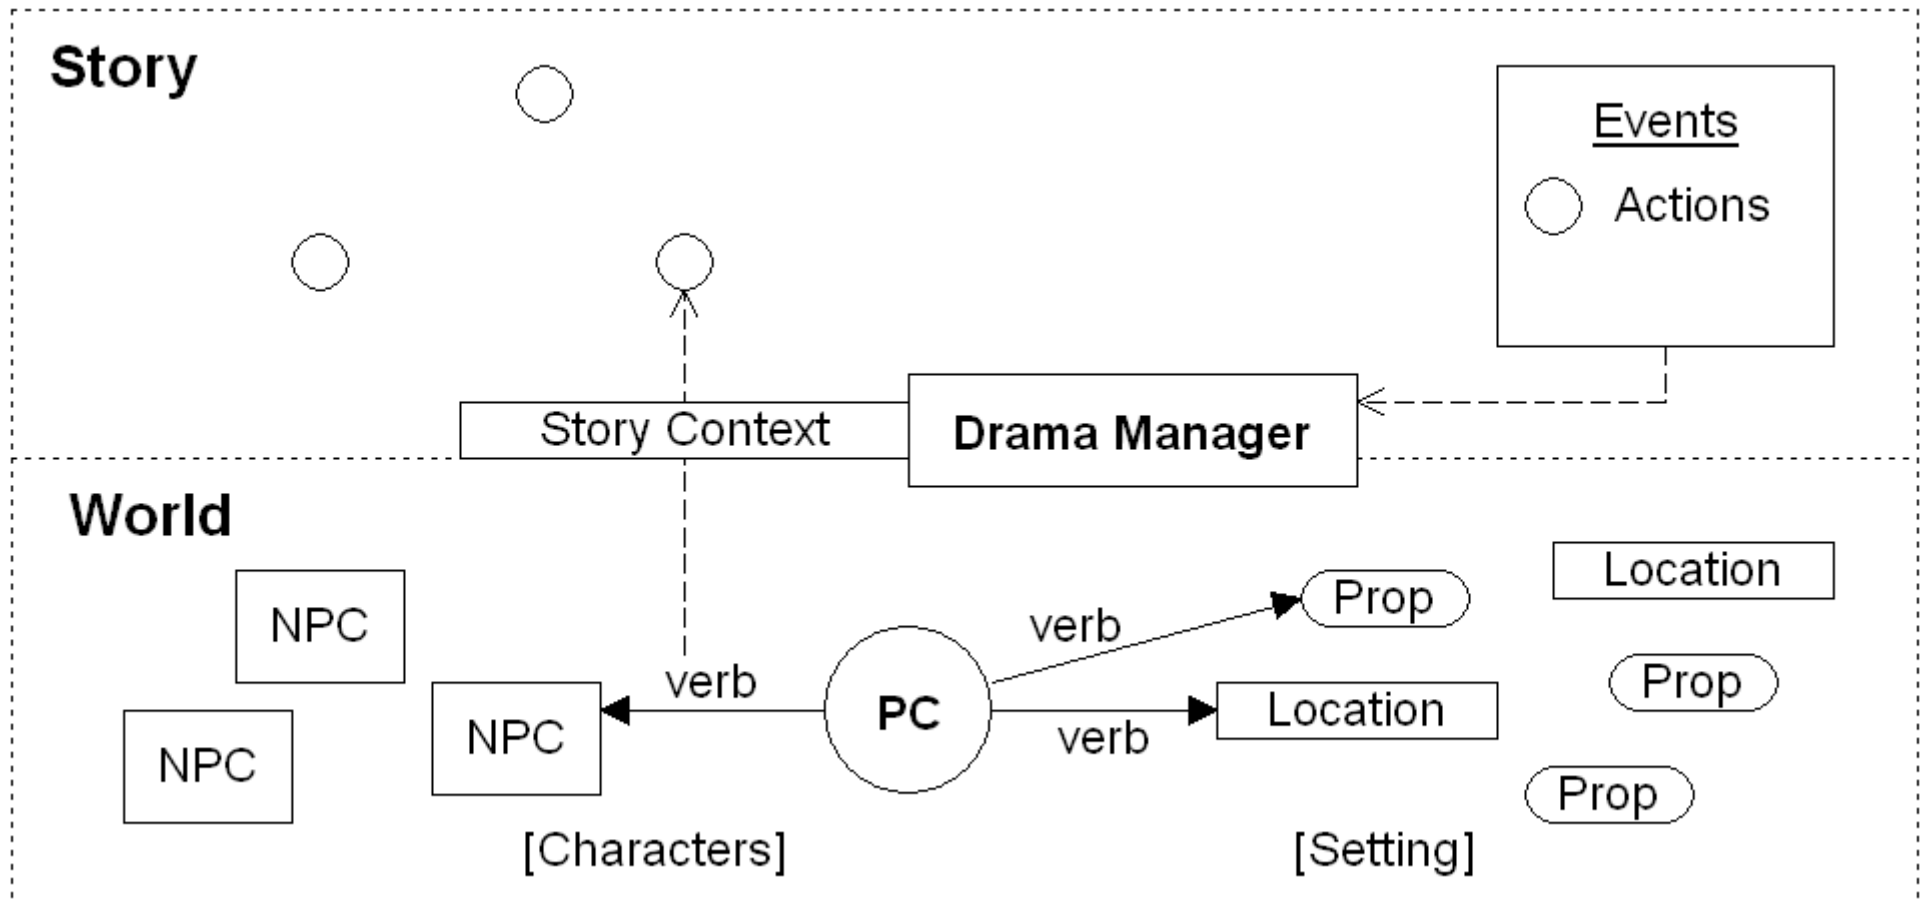 Story
Events
Actions
Story Context
Drama Manager
World
NPC
NPC
NPC
verb
PC
verb
verb
Prop
Location
Location
Prop
Prop
[Characters]
[Setting]